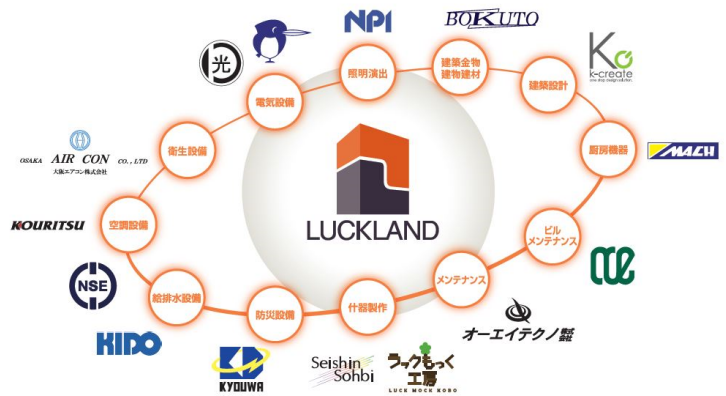 NPI
BOKUTO
光
k-create
照明演出
建築金物
建物建材
電気設備
建築設計
衛生設備
厨房機器
MACH
OSAKA AIR CON CO., LTD
大阪エアコン株式会社
LUCKLAND
KOURITSU
空調設備
ビル
メンテナンス
CCE
NSE
給排水設備
メンテナンス
防災設備
什器製作
オーエイテクノ株式会社
KIDO
KYOUWA
Seishin
Sohbi
ラックもっく
工房
LUCK MOCK KOBO